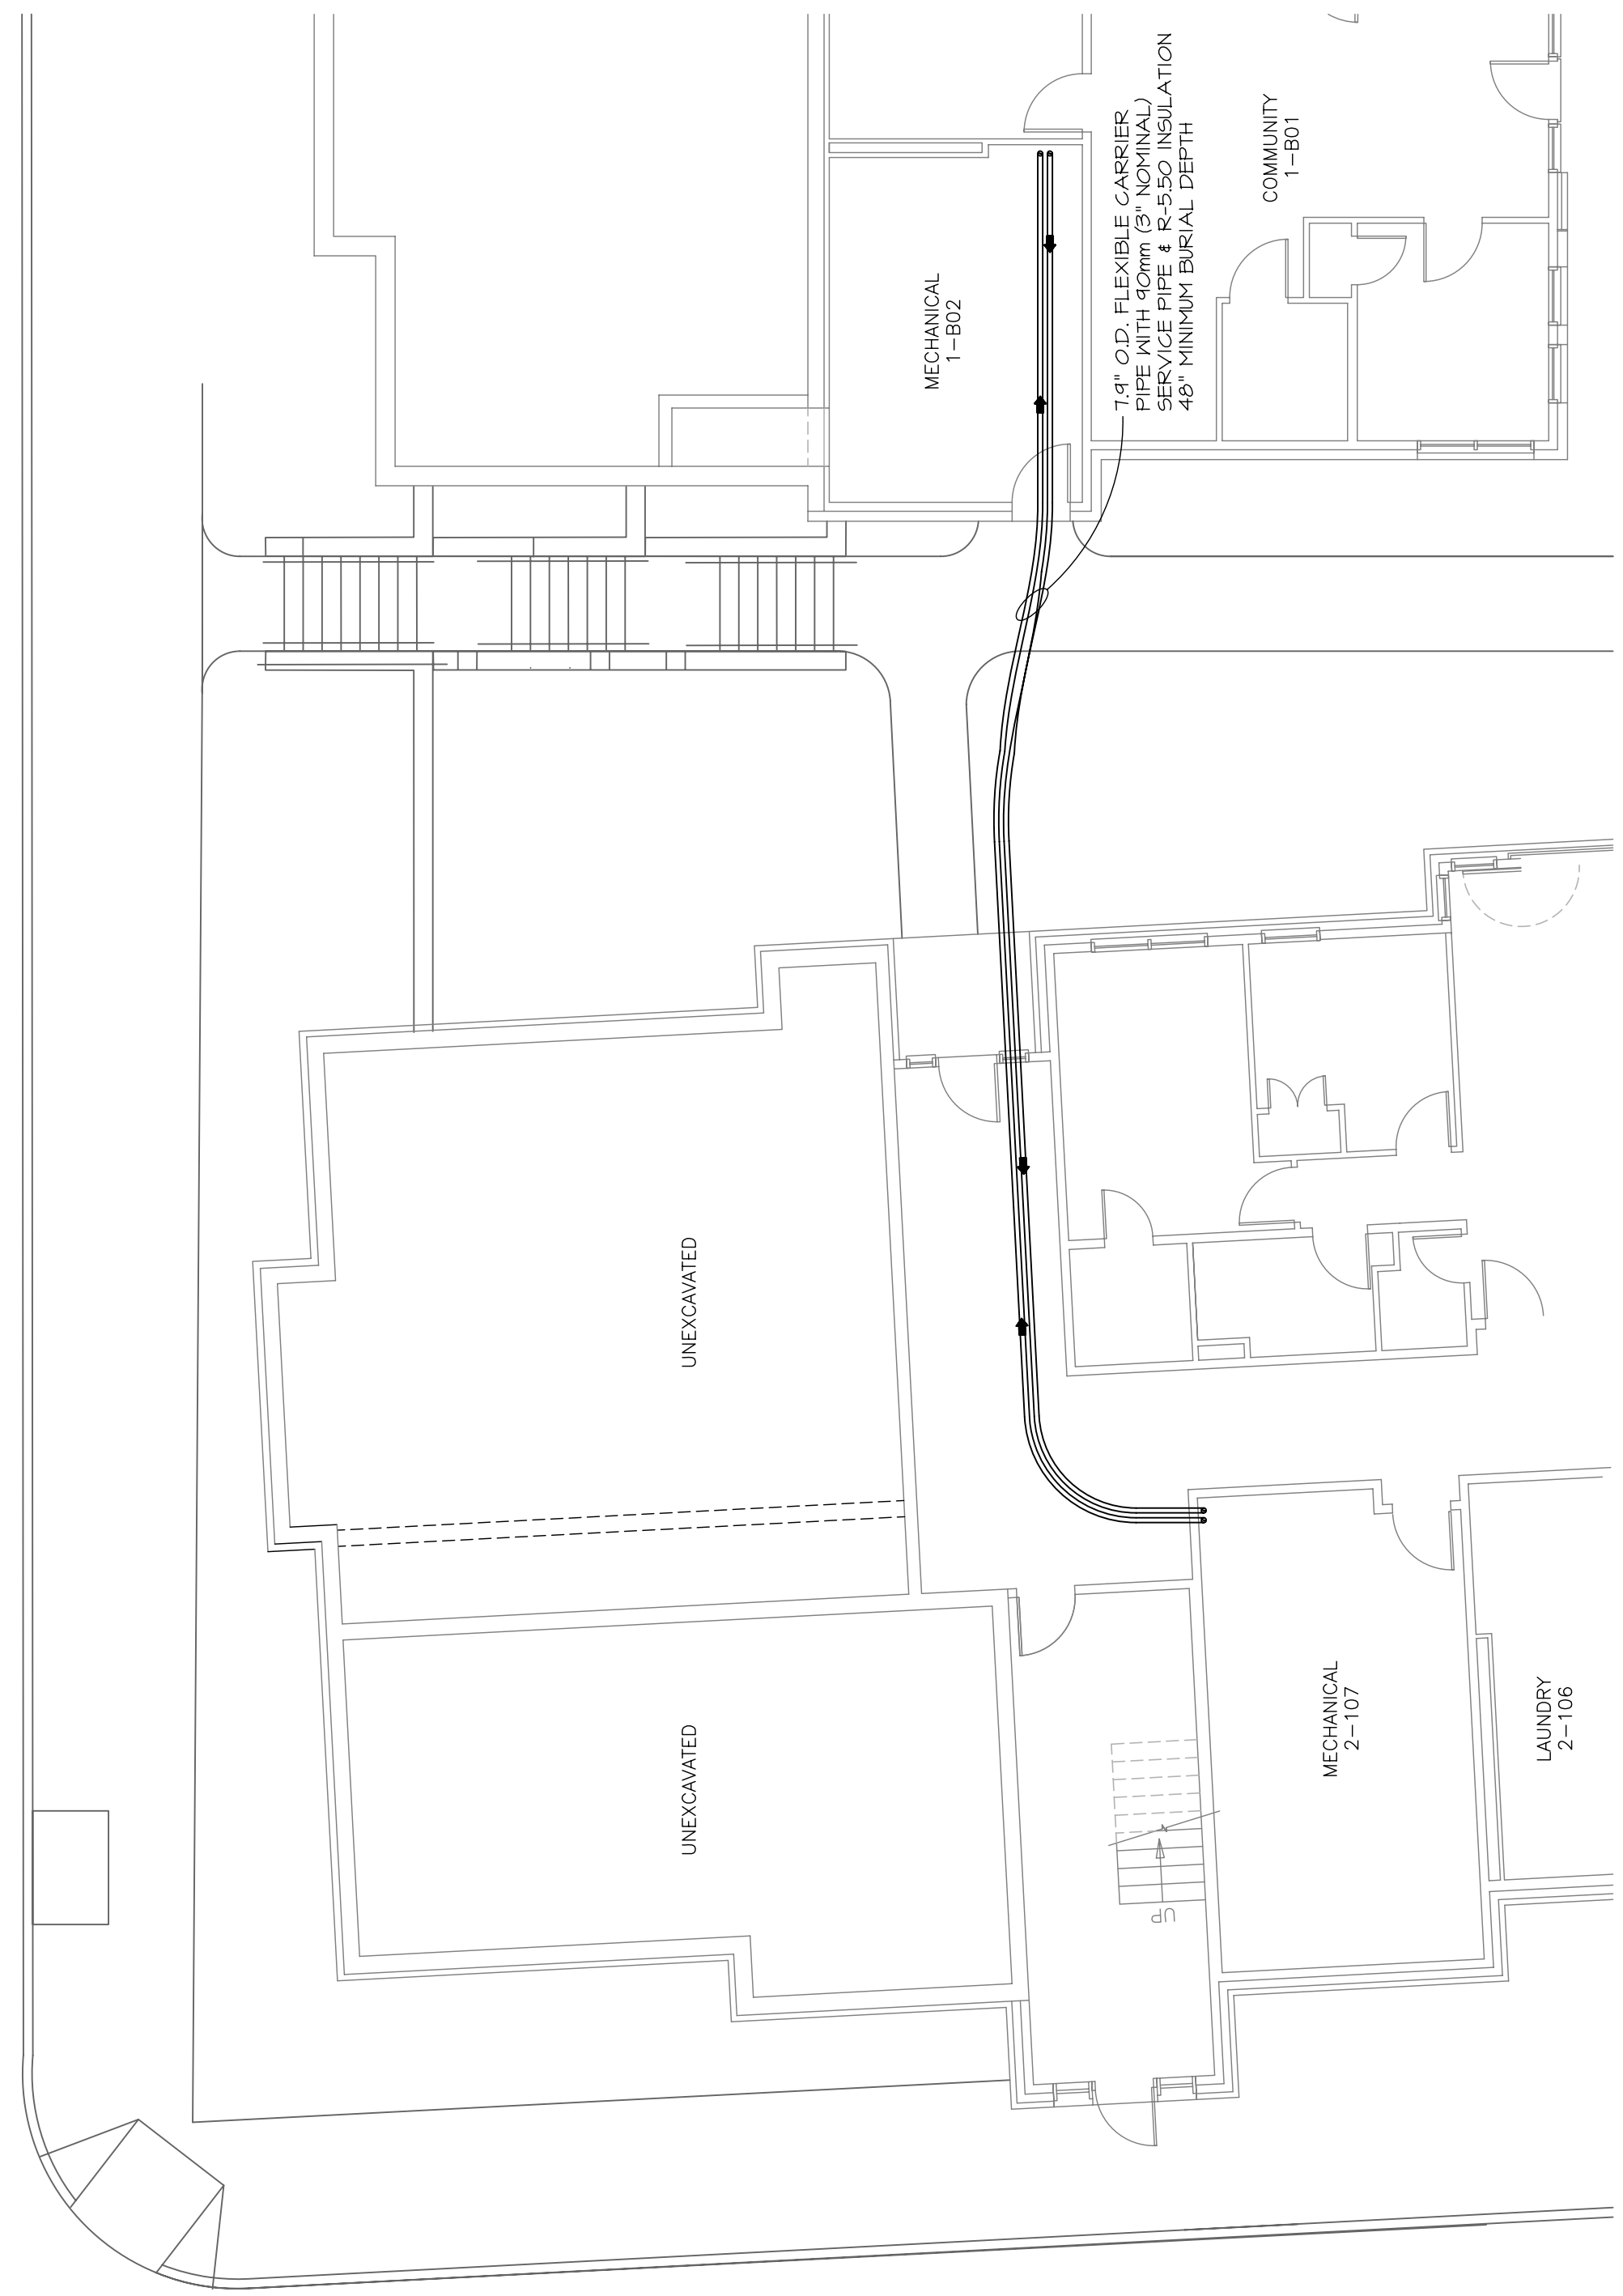 7.9" O.D. FLEXIBLE CARRIER
PIPE WITH 90mm (3" NOMINAL)
SERVICE PIPE & R-5.50 INSULATION
48" MINIMUM BURIAL DEPTH
COMMUNITY
1-B01
MECHANICAL
1-B02
UNEXCAVATED
UNEXCAVATED
MECHANICAL
2-107
LAUNDRY
2-106
UP